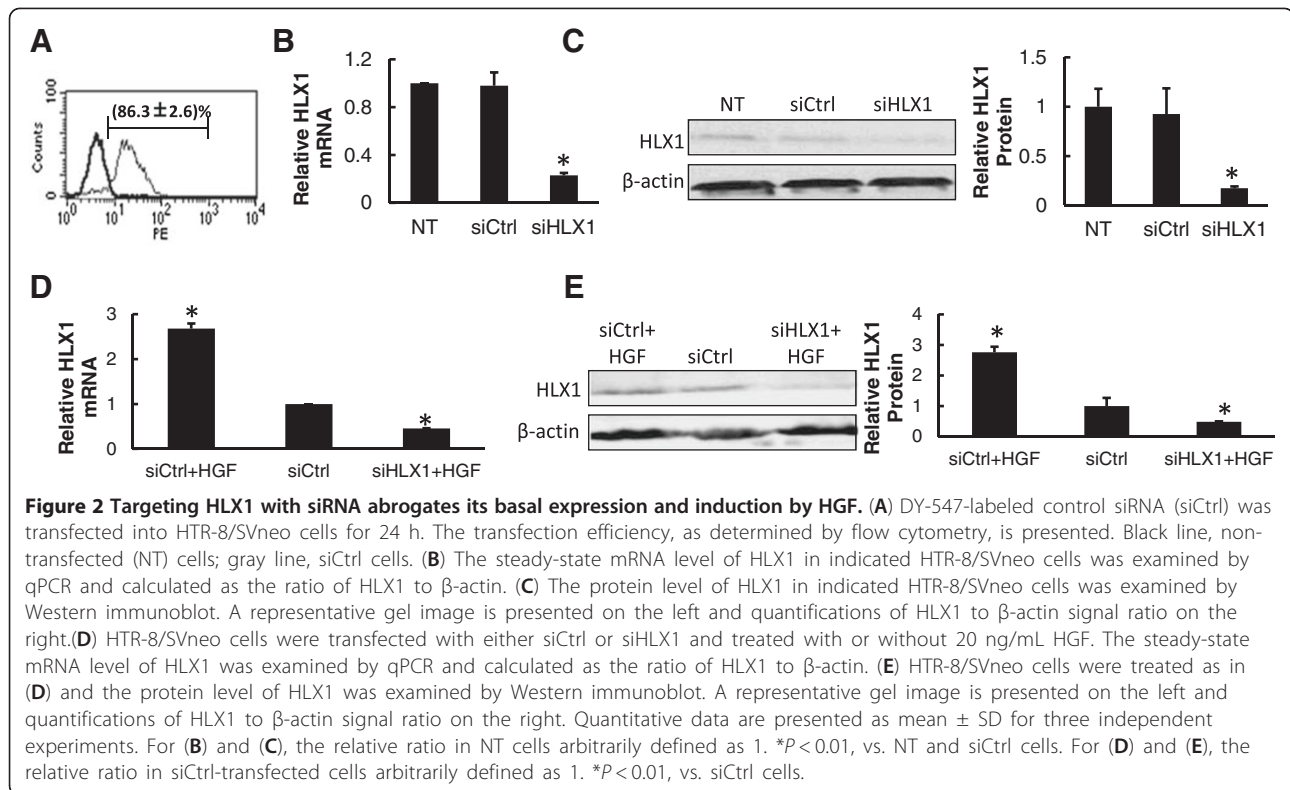 A
100
Counts
0
(86.3 ±2.6)%
10⁰ 10¹ 10² 10³ 10⁴
PE
B
Relative HLX1
mRNA
1.2
0.8
0.4
0
*
NT siCtrl siHLX1
C
NT siCtrl siHLX1
HLX1
β-actin
Relative HLX1
Protein
1.5
1
0.5
0
*
NT siCtrl siHLX1
D
Relative HLX1
mRNA
3
2
1
0
*
*
siCtrl+HGF siCtrl siHLX1+HGF
E
siCtrl+
HGF
siCtrl
siHLX1+
HGF
HLX1
β-actin
Relative HLX1
Protein
4
3
2
1
0
*
*
siCtrl+HGF siCtrl siHLX1+HGF
Figure 2 Targeting HLX1 with siRNA abrogates its basal expression and induction by HGF. (A) DY-547-labeled control siRNA (siCtrl) was
transfected into HTR-8/SVneo cells for 24 h. The transfection efficiency, as determined by flow cytometry, is presented. Black line, non-
transfected (NT) cells; gray line, siCtrl cells. (B) The steady-state mRNA level of HLX1 in indicated HTR-8/SVneo cells was examined by
qPCR and calculated as the ratio of HLX1 to β-actin. (C) The protein level of HLX1 in indicated HTR-8/SVneo cells was examined by
Western immunoblot. A representative gel image is presented on the left and quantifications of HLX1 to β-actin signal ratio on the
right.(D) HTR-8/SVneo cells were transfected with either siCtrl or siHLX1 and treated with or without 20 ng/mL HGF. The steady-state
mRNA level of HLX1 was examined by qPCR and calculated as the ratio of HLX1 to β-actin. (E) HTR-8/SVneo cells were treated as in
(D) and the protein level of HLX1 was examined by Western immunoblot. A representative gel image is presented on the left and
quantifications of HLX1 to β-actin signal ratio on the right. Quantitative data are presented as mean ± SD for three independent
experiments. For (B) and (C), the relative ratio in NT cells arbitrarily defined as 1. *P < 0.01, vs. NT and siCtrl cells. For (D) and (E), the
relative ratio in siCtrl-transfected cells arbitrarily defined as 1. *P < 0.01, vs. siCtrl cells.